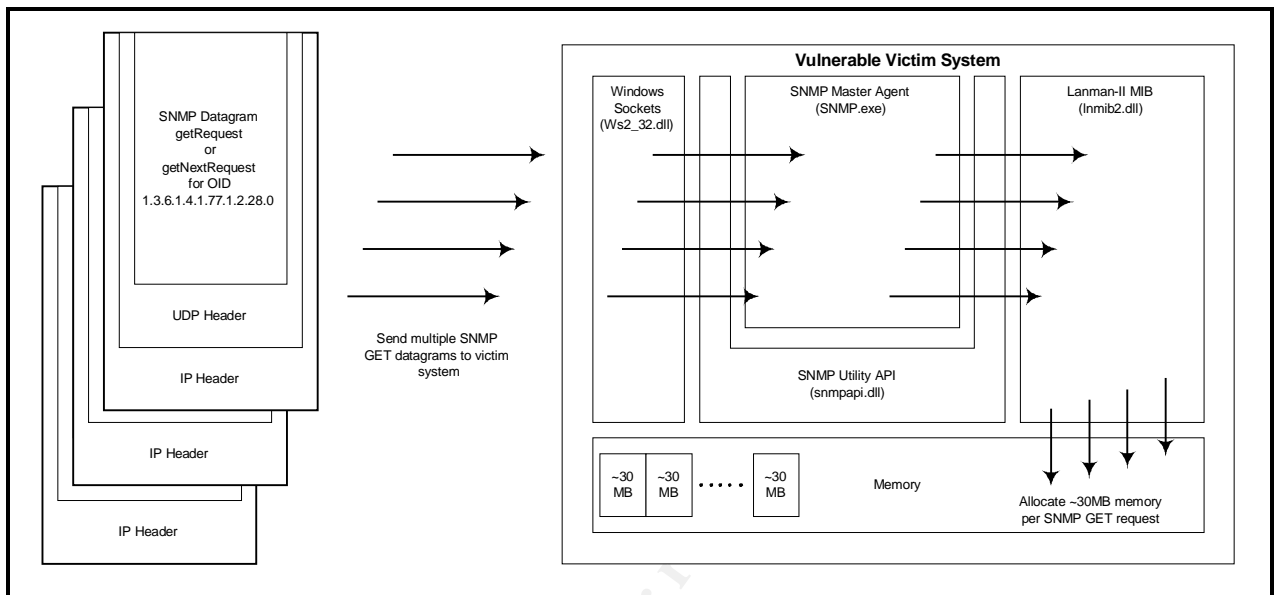 SNMP Datagram
getRequest
or
getNextRequest
for OID
1.3.6.1.4.1.77.1.2.28.0
UDP Header
IP Header
IP Header
IP Header
Send multiple SNMP
GET datagrams to victim
system
Vulnerable Victim System
Windows
Sockets
(Ws2_32.dll)
SNMP Master Agent
(SNMP.exe)
Lanman-II MIB
(lnmib2.dll)
SNMP Utility API
(snmpapi.dll)
~30
MB
~30
MB
.....
~30
MB
Memory
Allocate ~30MB memory
per SNMP GET request